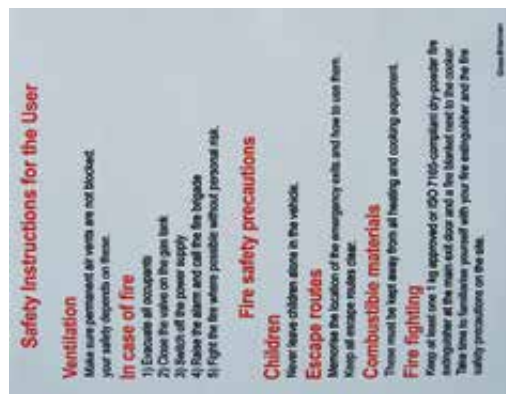 Safety Instructions for the User
Ventilation
Make sure permanent air vents are not blocked.
your safety depends on these.
In case of fire
1) Evacuate all occupants
2) Close the valve on the gas tank
3) Switch off the power supply
4) Raise the alarm and call the fire brigade
5) Fight the fire where possible without personal risk.
Fire safety precautions
Children
Never leave children alone in the vehicle.
Escape routes
Memorise the location of the emergency exits and how to use them.
Keep all escape routes clear.
Combustible materials
These must be kept away from all heating and cooking equipment.
Fire fighting
Keep at least one 1 kg approved or ISO 7165-compliant dry-powder fire
extinguisher at the main exit door and a fire blanket next to the cooker.
Take time to familiarise yourself with your fire extinguisher and the fire
safety precautions on the site.